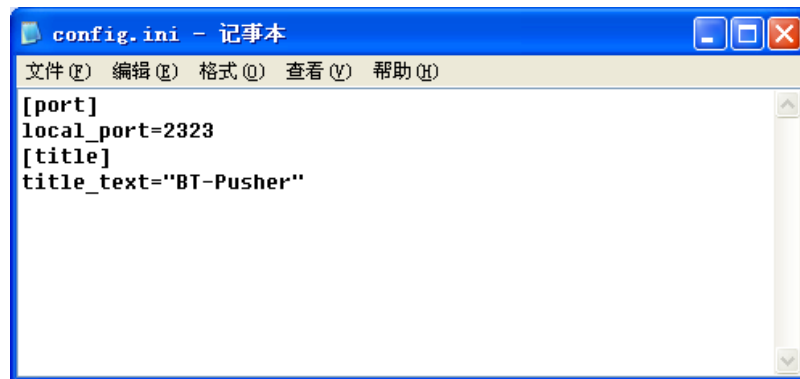 config.ini - 记事本
文件(F) 编辑(E) 格式(O) 查看(V) 帮助(H)
[port]
local_port=2323
[title]
title_text="BT-Pusher"